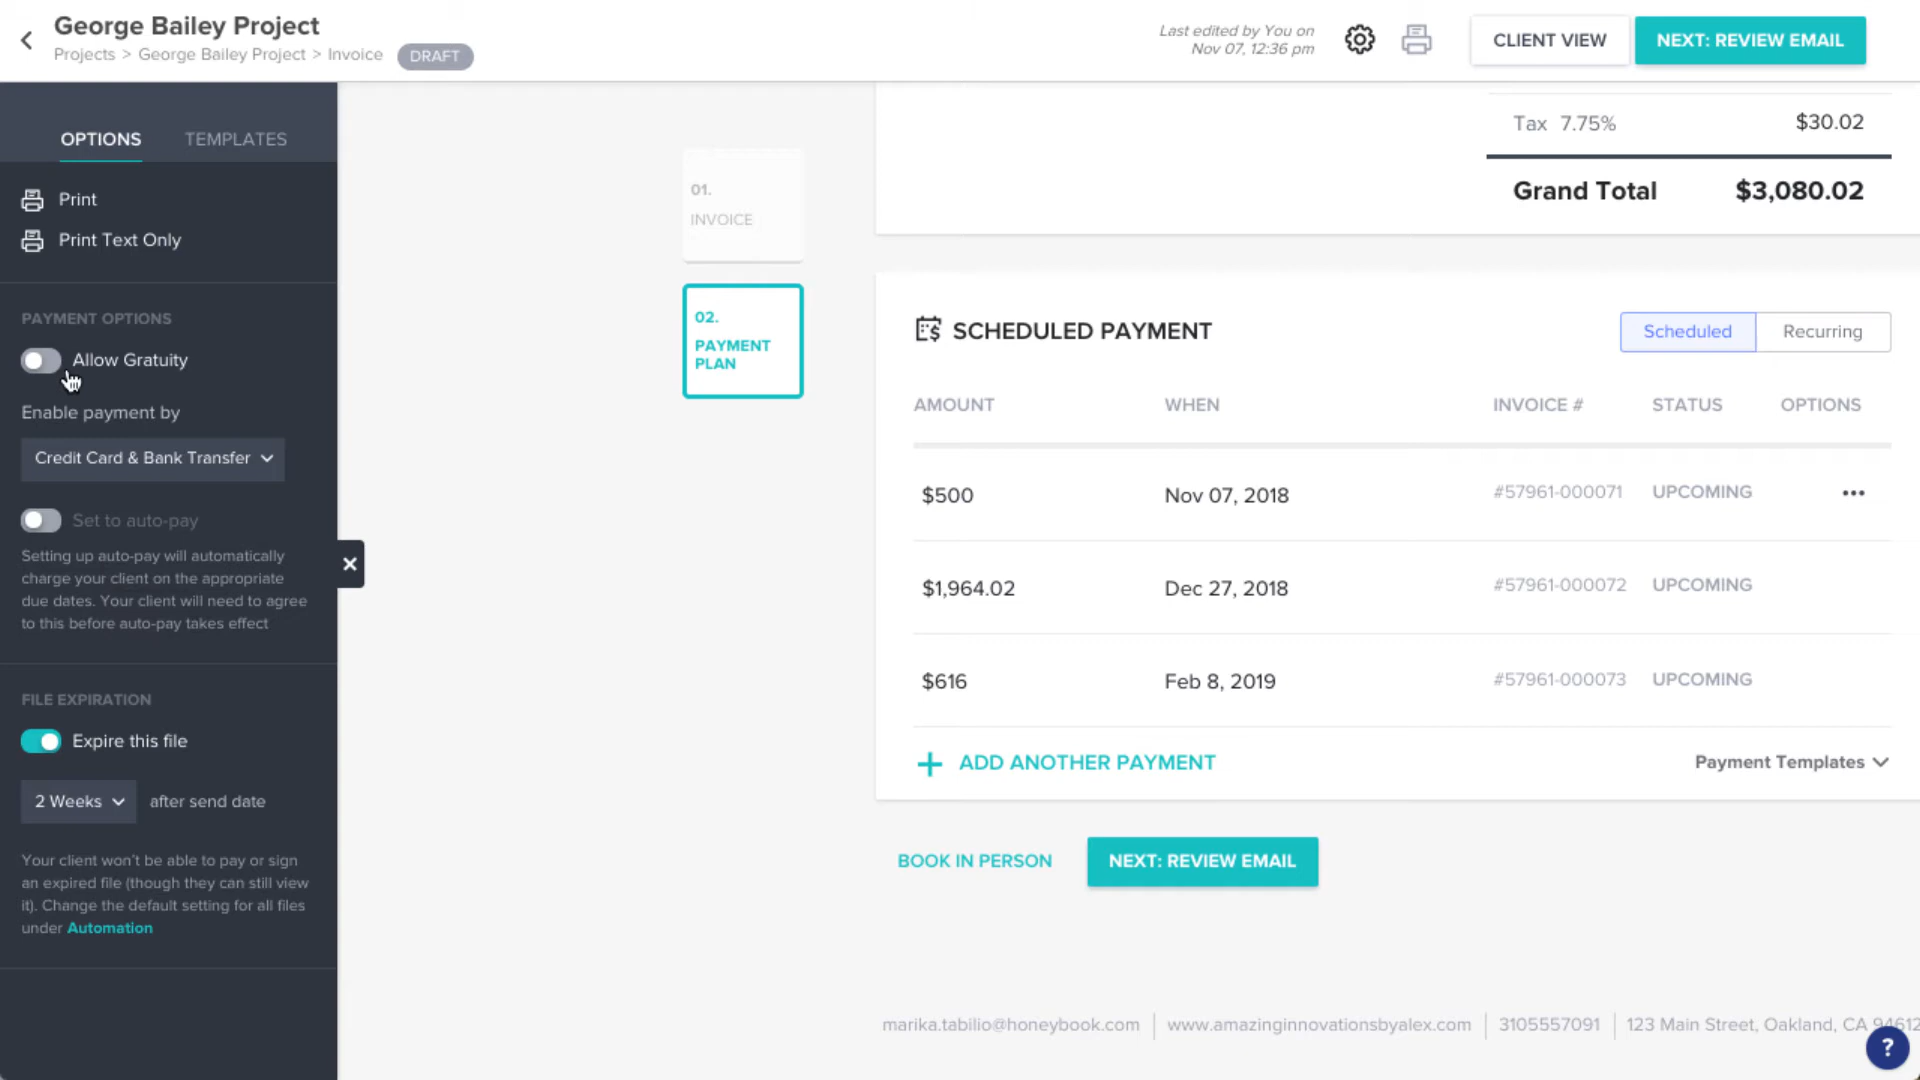 George Bailey Project
Projects > George Bailey Project > Invoice
DRAFT
Last edited by You on
Nov 07, 12:36 pm
CLIENT VIEW
NEXT: REVIEW EMAIL
OPTIONS
TEMPLATES
Print
Print Text Only
PAYMENT OPTIONS
Allow Gratuity
Enable payment by
Credit Card & Bank Transfer
Set to auto-pay
Setting up auto-pay will automatically
charge your client on the appropriate
due dates. Your client will need to agree
to this before auto-pay takes effect
FILE EXPIRATION
Expire this file
2 Weeks after send date
Your client won't be able to pay or sign
an expired file (though they can still view
it). Change the default setting for all files
under Automation
01.
INVOICE
02.
PAYMENT
PLAN
Tax 7.75% $30.02
Grand Total $3,080.02
SCHEDULED PAYMENT
Scheduled Recurring
AMOUNT WHEN INVOICE # STATUS OPTIONS
$500 Nov 07, 2018 #57961-000071 UPCOMING
$1,964.02 Dec 27, 2018 #57961-000072 UPCOMING
$616 Feb 8, 2019 #57961-000073 UPCOMING
+ ADD ANOTHER PAYMENT
Payment Templates
BOOK IN PERSON
NEXT: REVIEW EMAIL
marika.tabilio@honeybook.com | www.amazinginnovationsbyalex.com | 3105557091 | 123 Main Street, Oakland, CA 94612
?